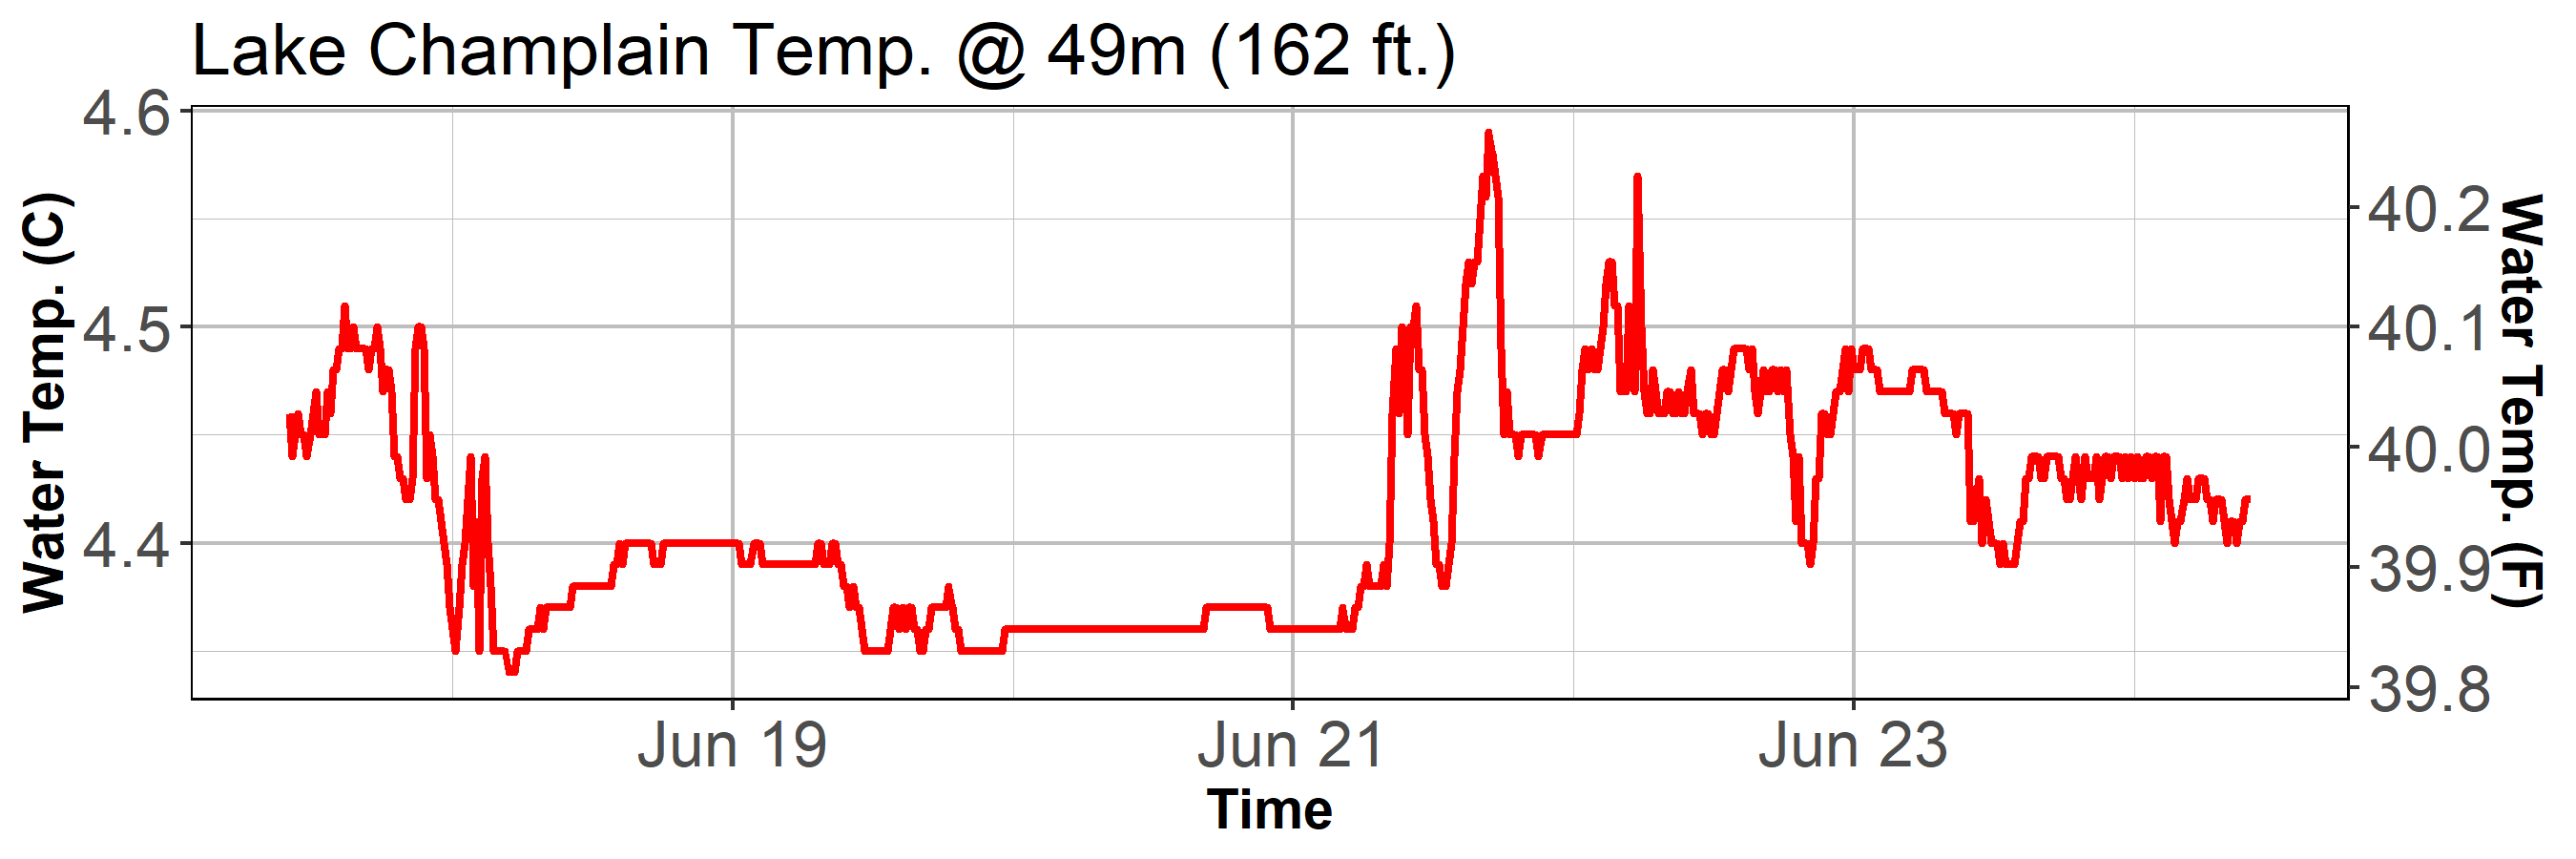 Lake Champlain Temp. @ 49m (162 ft.)
Water Temp. (C)
4.6
4.5
4.4
40.2
40.1
40.0
39.9
39.8
Water Temp. (F)
Jun 19 Jun 21 Jun 23
Time